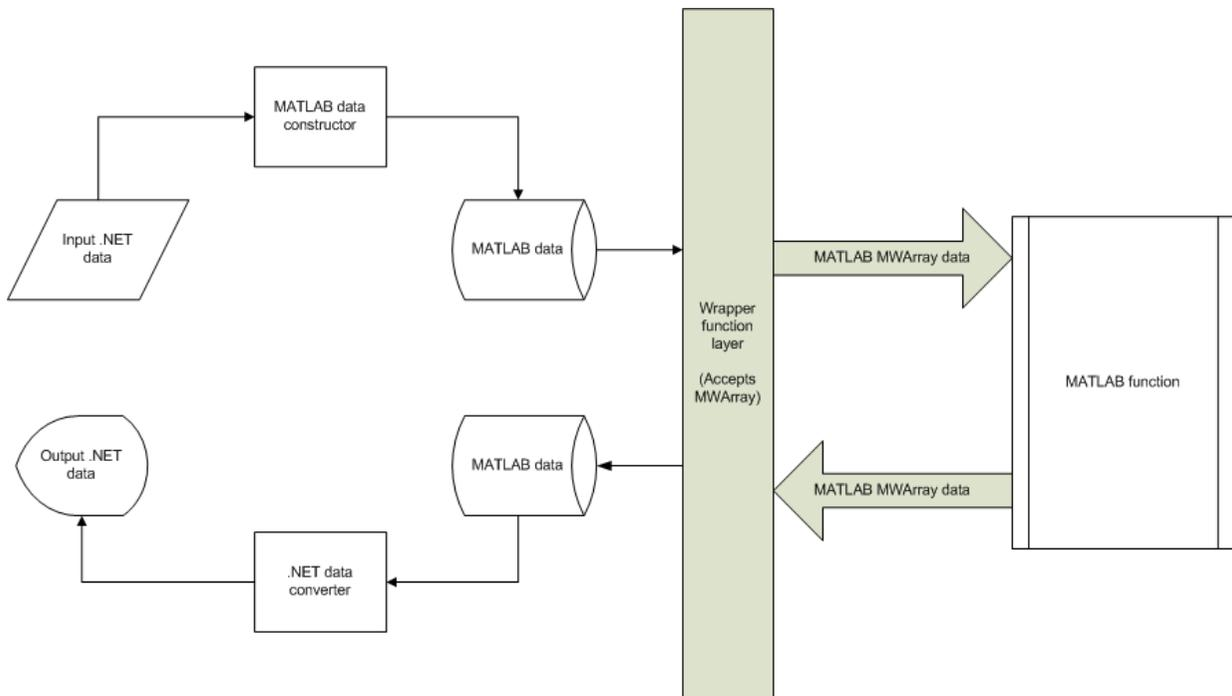 MATLAB data
constructor
Input .NET
data
MATLAB data
MATLAB MWArray data
Wrapper
function
layer
(Accepts
MWArray)
MATLAB function
Output .NET
data
MATLAB data
MATLAB MWArray data
.NET data
converter